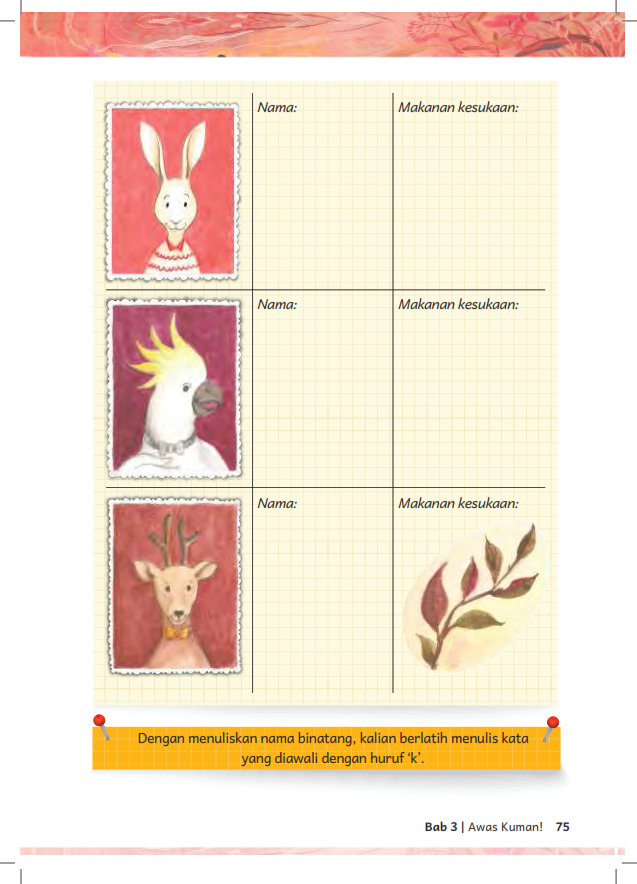 Nama:
Makanan kesukaan:
Nama:
Makanan kesukaan:
Nama:
Makanan kesukaan:
Dengan menuliskan nama binatang, kalian berlatih menulis kata
yang diawali dengan huruf ‘k’.
Bab 3 | Awas Kuman! 75